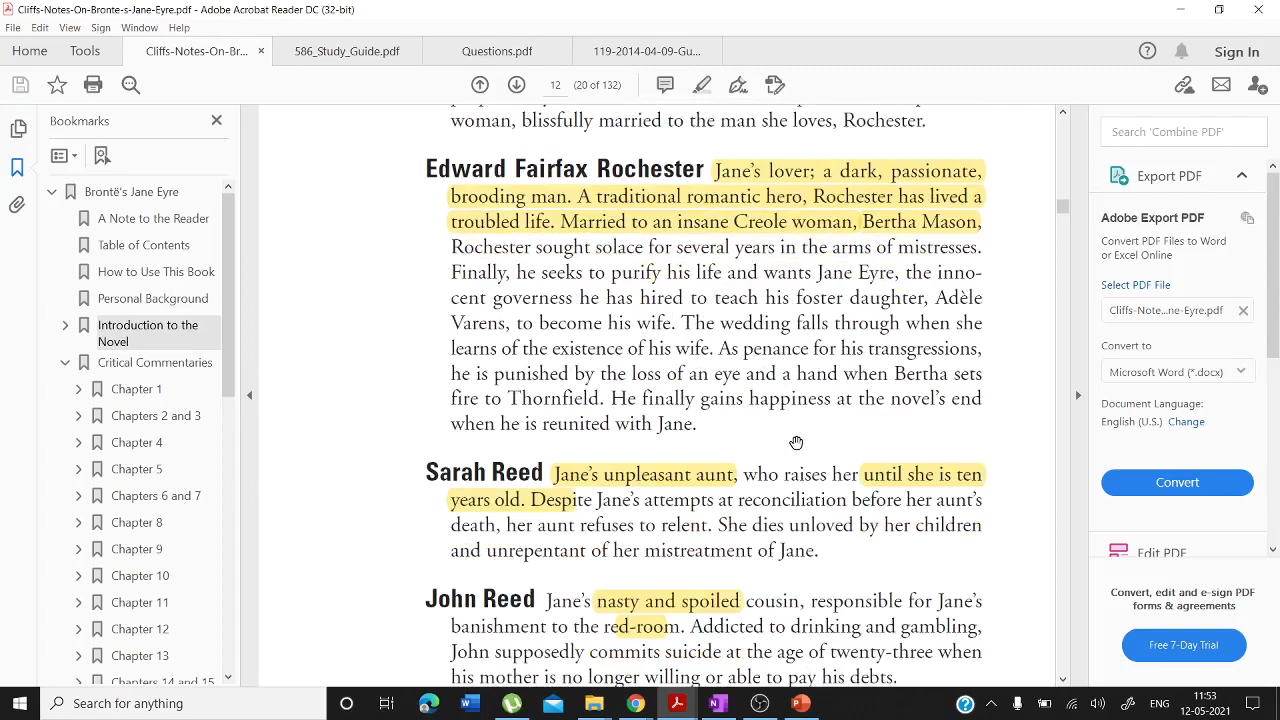 Cliffs-Notes-On-Bronte-s-Jane-Eyre.pdf - Adobe Acrobat Reader DC (32-bit)
File Edit View Sign Window Help
Home Tools Cliffs-Notes-On-Br... × 586_Study_Guide.pdf Questions.pdf 119-2014-04-09-Gu... Sign In
12 (20 of 132)
Bookmarks
Brontë's Jane Eyre
A Note to the Reader
Table of Contents
How to Use This Book
Personal Background
Introduction to the
Novel
Critical Commentaries
Chapter 1
Chapters 2 and 3
Chapter 4
Chapter 5
Chapters 6 and 7
Chapter 8
Chapter 9
Chapter 10
Chapter 11
Chapter 12
Chapter 13
Chapters 14 and 15
woman, blissfully married to the man she loves, Rochester.
Edward Fairfax Rochester Jane's lover; a dark, passionate,
brooding man. A traditional romantic hero, Rochester has lived a
troubled life. Married to an insane Creole woman, Bertha Mason,
Rochester sought solace for several years in the arms of mistresses.
Finally, he seeks to purify his life and wants Jane Eyre, the inno-
cent governess he has hired to teach his foster daughter, Adèle
Varens, to become his wife. The wedding falls through when she
learns of the existence of his wife. As penance for his transgressions,
he is punished by the loss of an eye and a hand when Bertha sets
fire to Thornfield. He finally gains happiness at the novel's end
when he is reunited with Jane.
Sarah Reed Jane's unpleasant aunt, who raises her until she is ten
years old. Despite Jane's attempts at reconciliation before her aunt's
death, her aunt refuses to relent. She dies unloved by her children
and unrepentant of her mistreatment of Jane.
John Reed Jane's nasty and spoiled cousin, responsible for Jane's
banishment to the red-room. Addicted to drinking and gambling,
John supposedly commits suicide at the age of twenty-three when
his mother is no longer willing or able to pay his debts.
Search 'Combine PDF'
Export PDF
Adobe Export PDF
Convert PDF Files to Word
or Excel Online
Select PDF File
Cliffs-Note...ne-Eyre.pdf
Convert to
Microsoft Word (*.docx)
Document Language:
English (U.S.) Change
Convert
Edit PDF
Convert, edit and e-sign PDF
forms & agreements
Free 7-Day Trial
Search for anything
ENG
11:53
12-05-2021